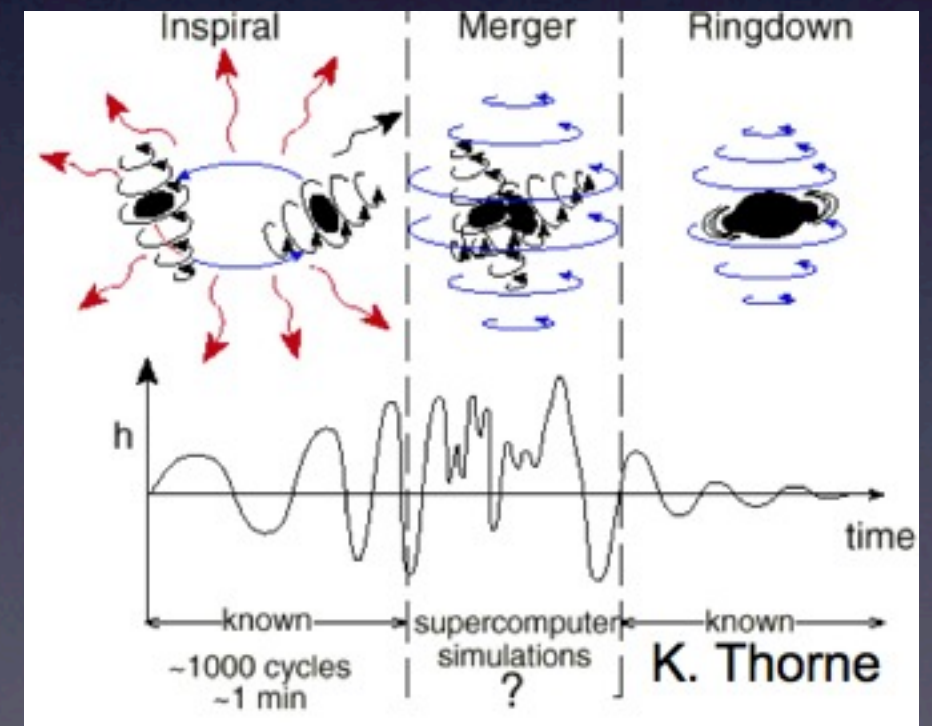 Inspiral Merger Ringdown
h
time
known supercomputer known
simulations
~1000 cycles
~1 min
?
K. Thorne